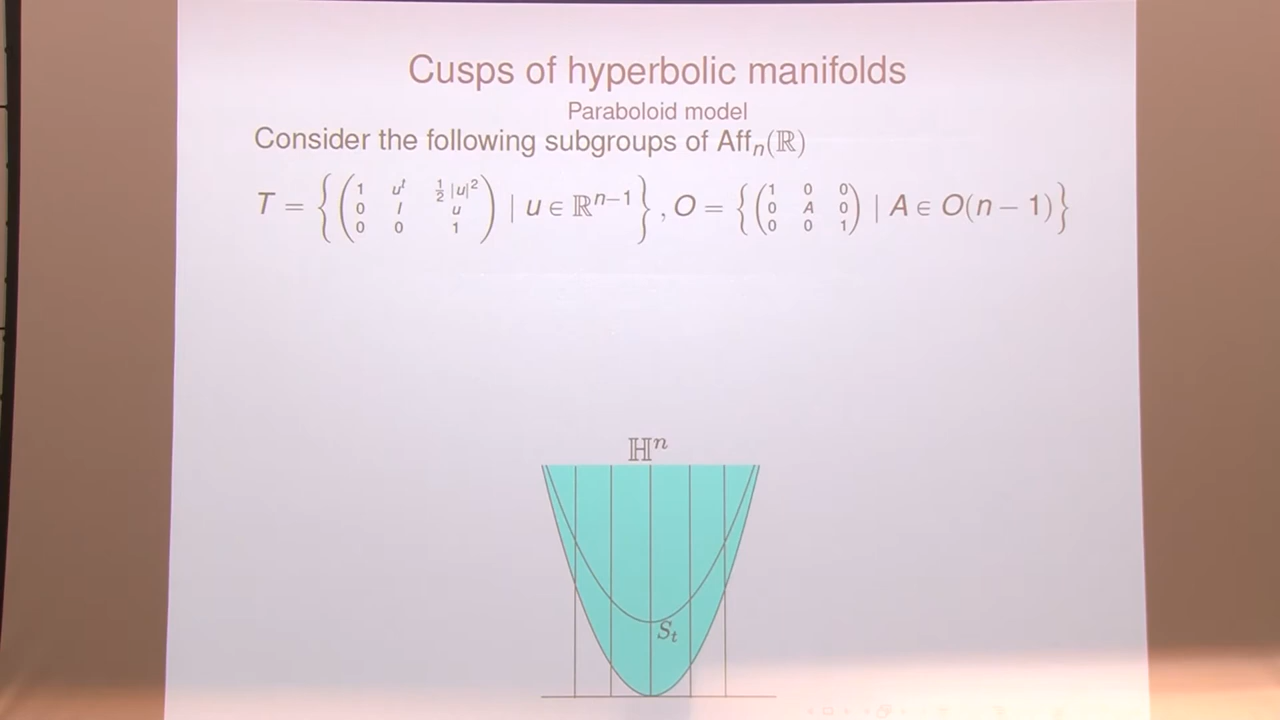 Cusps of hyperbolic manifolds
Paraboloid model
Consider the following subgroups of Aff_n(ℝ)
T = { ( 1 u^t ½|u|² ; 0 I u ; 0 0 1 ) | u ∈ ℝ^{n−1} } , O = { ( 1 0 0 ; 0 A 0 ; 0 0 1 ) | A ∈ O(n − 1) }
ℍ^n
S_t